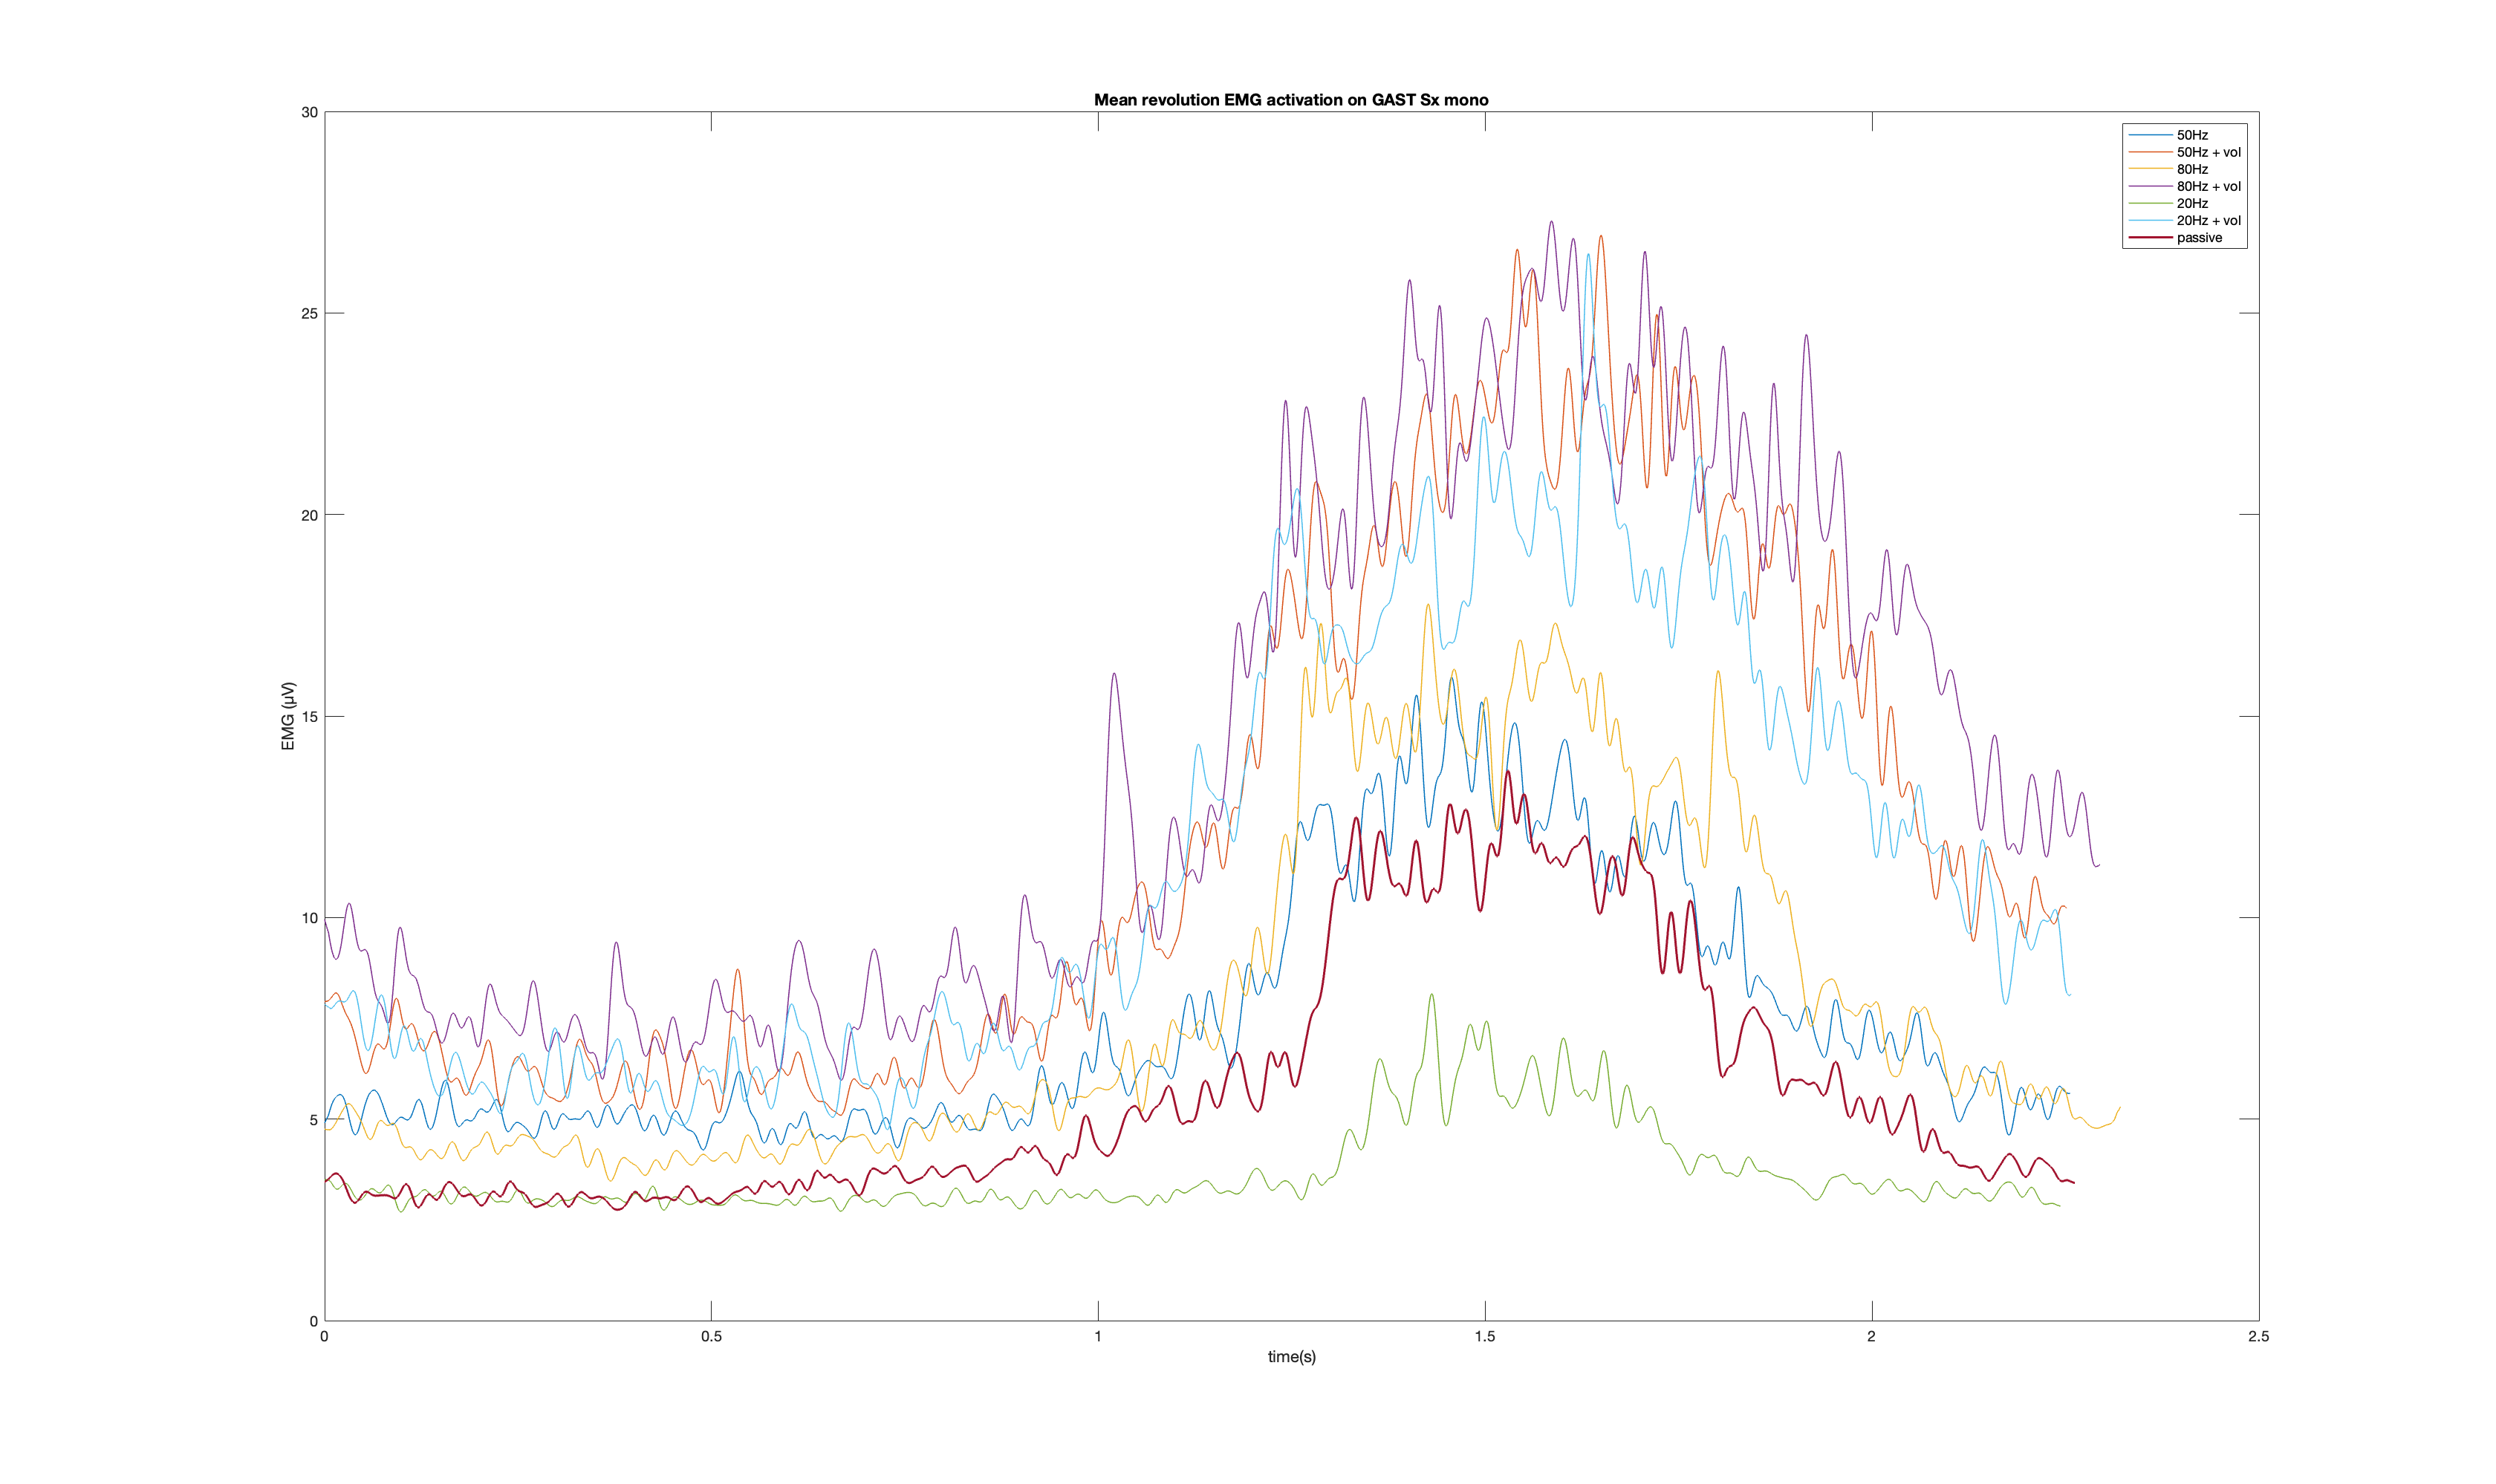 Mean revolution EMG activation on GAST Sx mono
30
25
20
15
10
5
0
EMG (µV)
50Hz
50Hz + vol
80Hz
80Hz + vol
20Hz
20Hz + vol
passive
0
0.5
1
1.5
2
2.5
time(s)